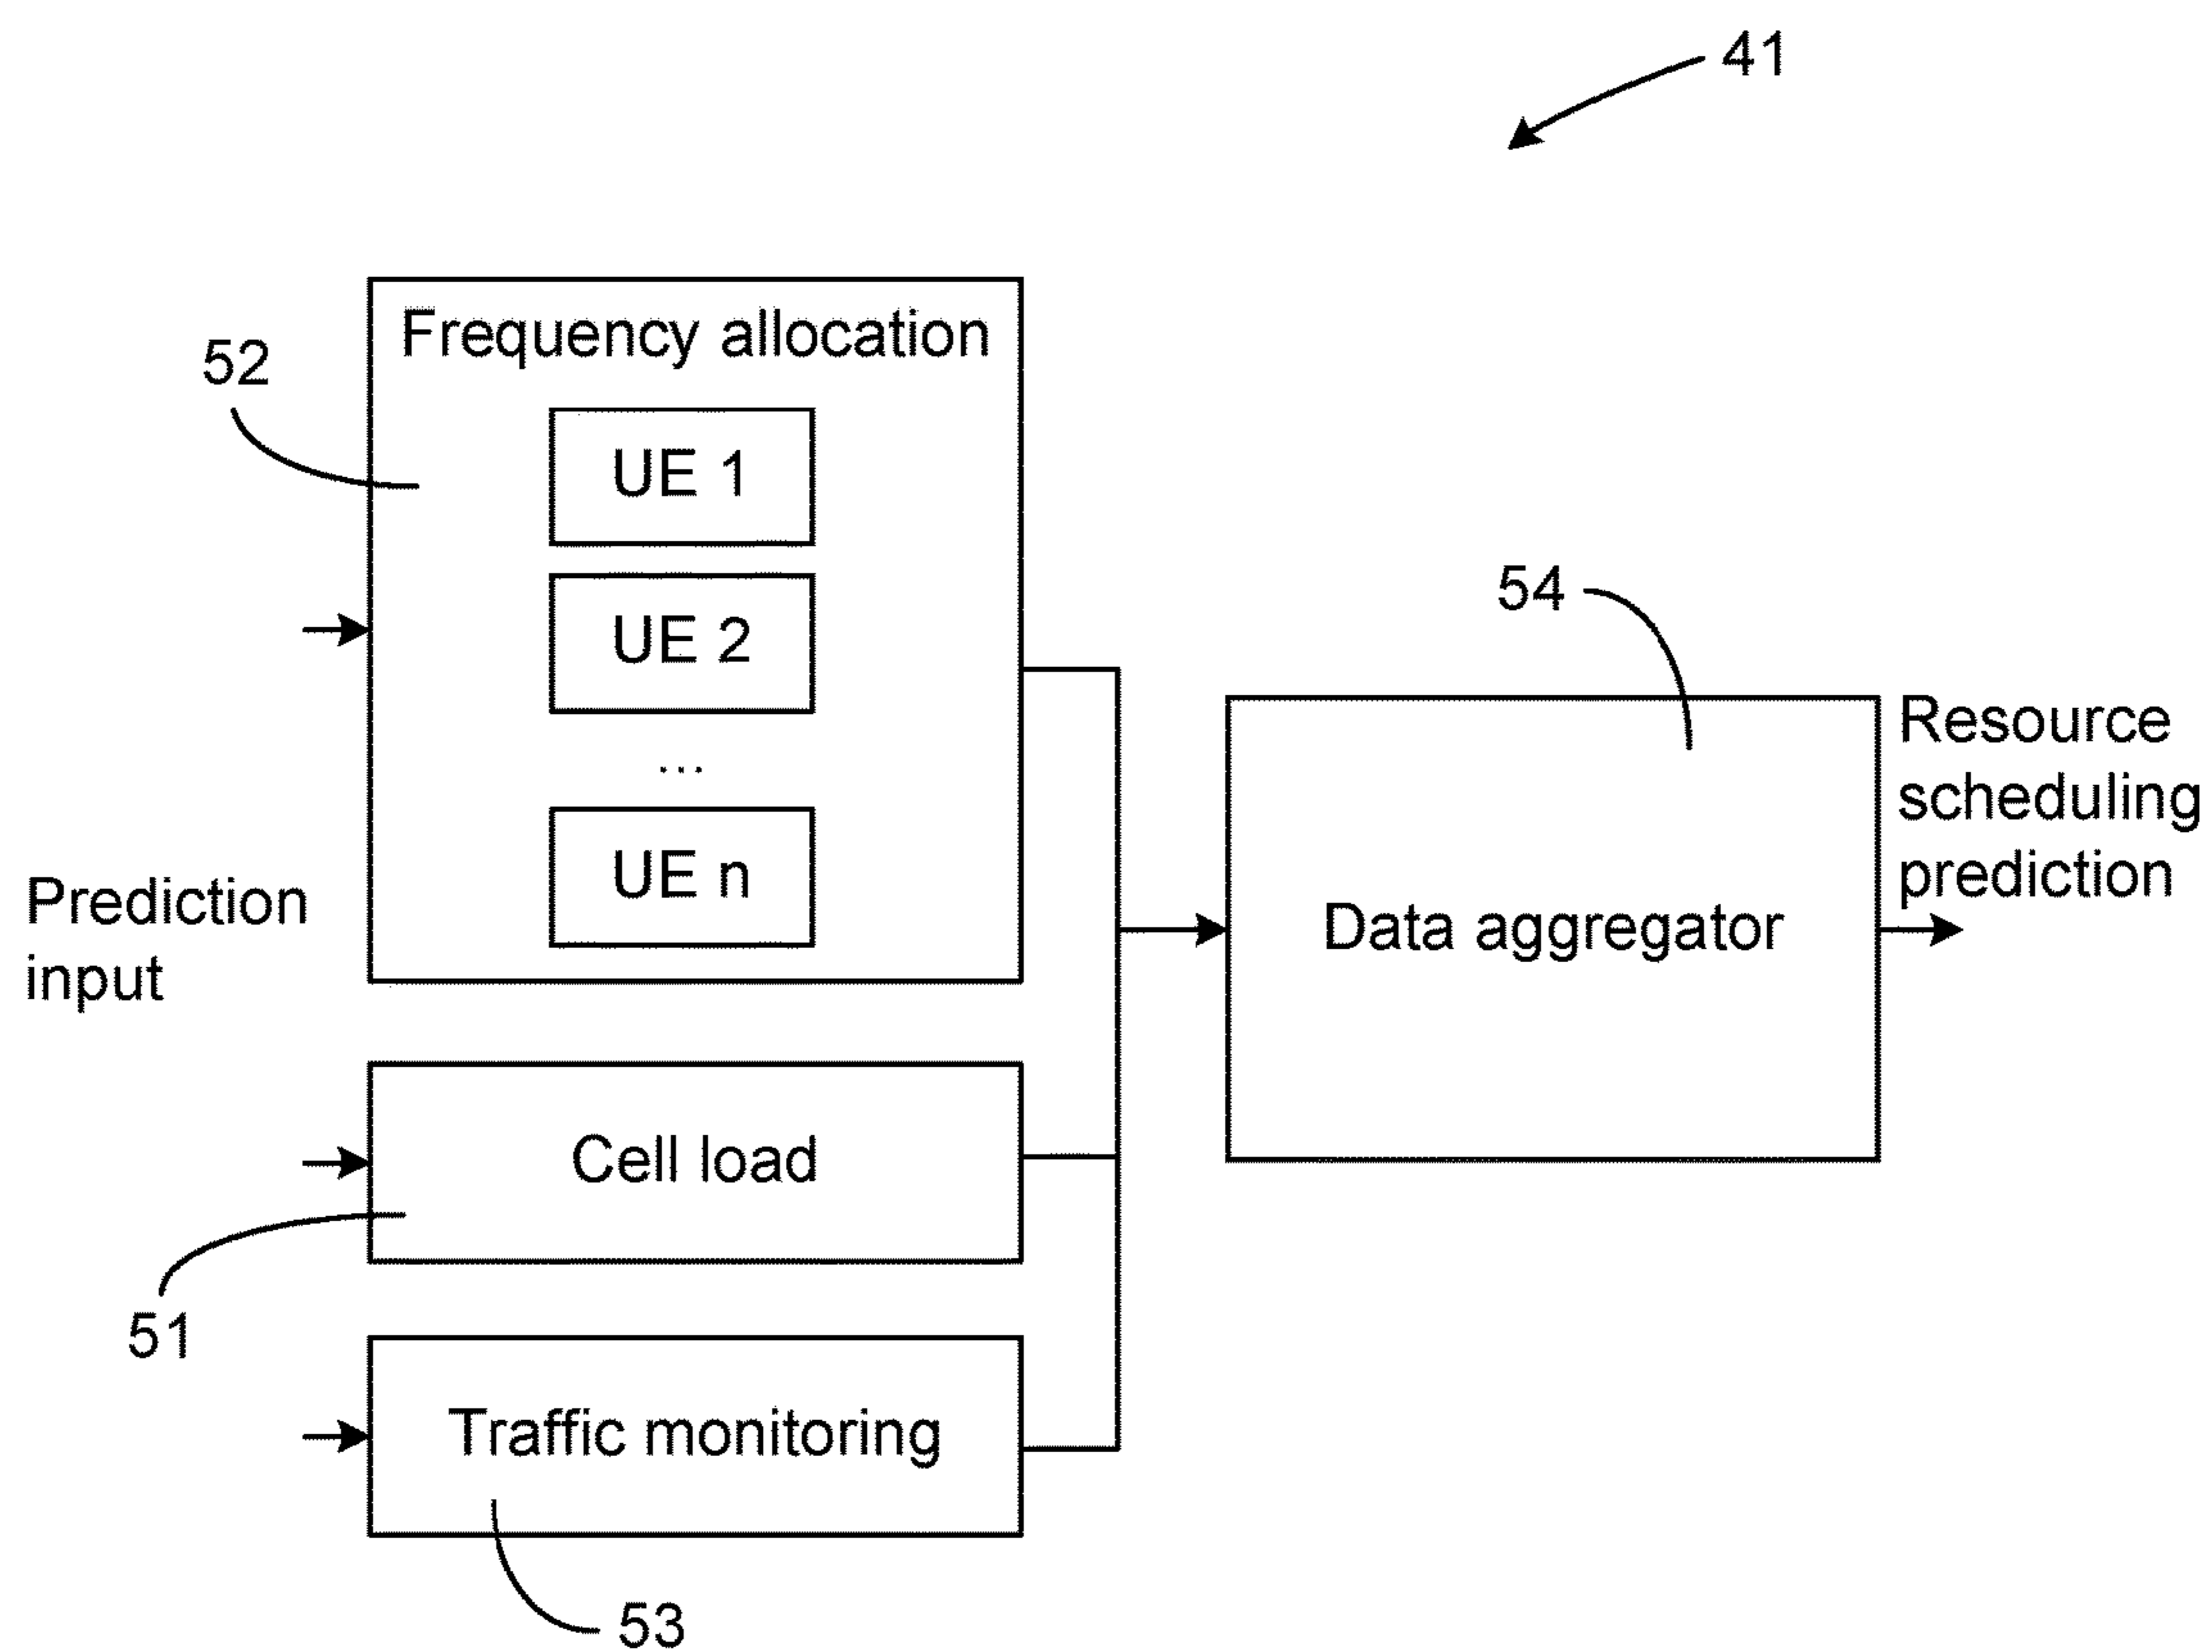 41
Frequency allocation
52
UE 1
UE 2
...
UE n
Prediction
input
54
Resource
scheduling
prediction
Data aggregator
Cell load
51
Traffic monitoring
53